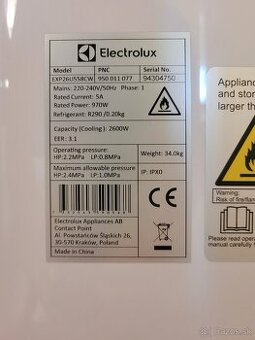 Electrolux
Model PNC Serial No.
EXP26U558CW 950 011 077 94304750
Mains: 220-240V/50Hz Phase: 1
Rated Current: 5A
Rated Power: 970W
Refrigerant: R290 /0.20kg
Capacity (Cooling) : 2600W
EER : 3.1
Operating pressure:
HP:2.2MPa LP:0.8MPa
Weight: 34.0kg
Maximum allowable pressure
HP:2.4MPa LP:1.0MPa
IP: IPX0
Electrolux Appliances AB
Contact Point
Al. Powstańców Śląskich 26,
30-570 Kraków, Poland
Made in China
Applianc
and stor
larger tha
Warning;
Risk of fire/flam
Please read opera
manual carefully b